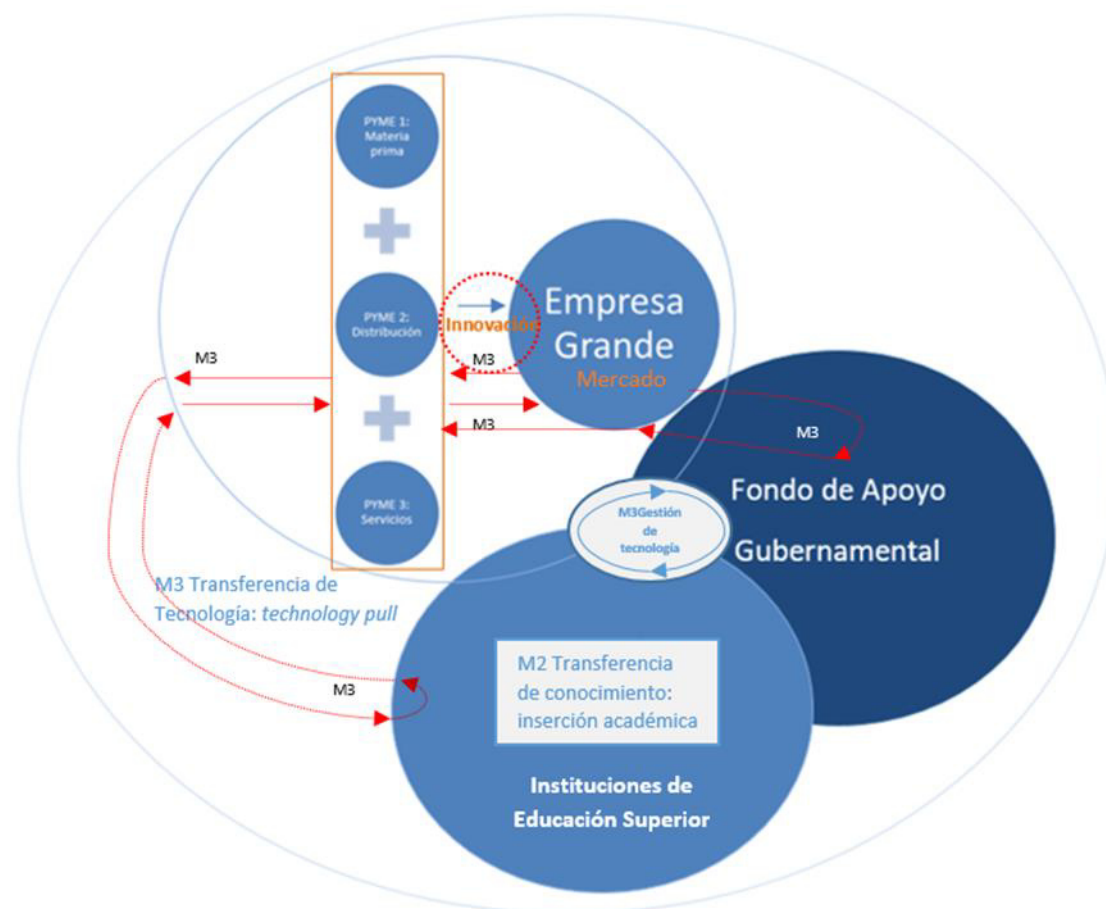 PYME 1:
Materia
prima
PYME 2:
Distribución
Innovación
Empresa
Grande
Mercado
M3
M3
M3
M3
PYME 3:
Servicios
Fondo de Apoyo
Gubernamental
M3Gestión
de
tecnología
M3 Transferencia de
Tecnología: technology pull
M3
M2 Transferencia
de conocimiento:
inserción académica
Instituciones de
Educación Superior